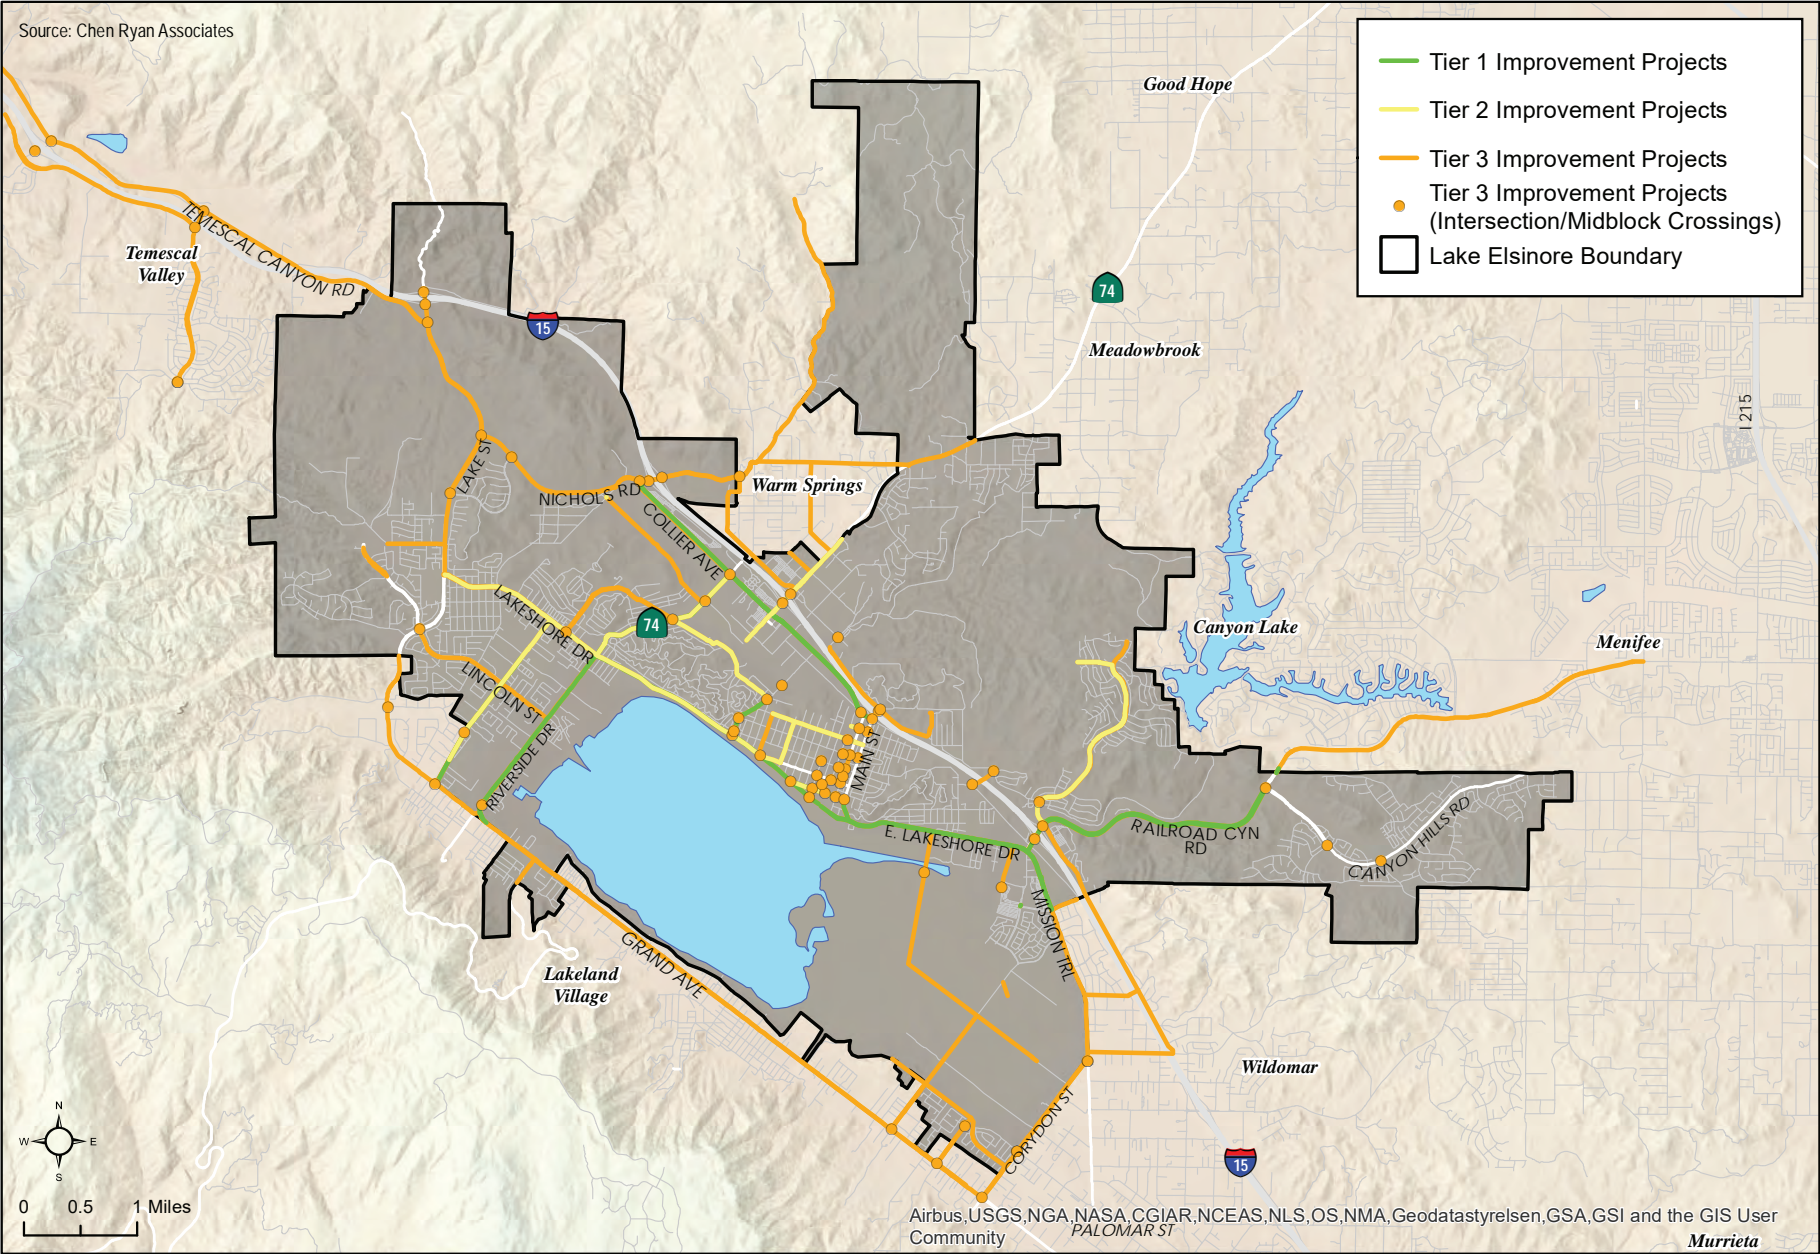 Source: Chen Ryan Associates
Tier 1 Improvement Projects
Tier 2 Improvement Projects
Tier 3 Improvement Projects
Tier 3 Improvement Projects
(Intersection/Midblock Crossings)
Lake Elsinore Boundary
Good Hope
TEMESCAL CANYON RD
Temescal
Valley
74
15
Meadowbrook
I 215
LAKE ST
NICHOLS RD
Warm Springs
COLLIER AVE
LAKESHORE DR
74
Canyon Lake
Menifee
LINCOLN ST
RIVERSIDE DR
MAIN ST
E. LAKESHORE DR
RAILROAD CYN
RD
CANYON HILLS RD
MISSION TRL
GRAND AVE
Lakeland
Village
Wildomar
CORYDON ST
15
N
W
E
S
0
0.5
1 Miles
Airbus,USGS,NGA,NASA,CGIAR,NCEAS,NLS,OS,NMA,Geodatastyrelsen,GSA,GSI and the GIS User
Community
PALOMAR ST
Murrieta